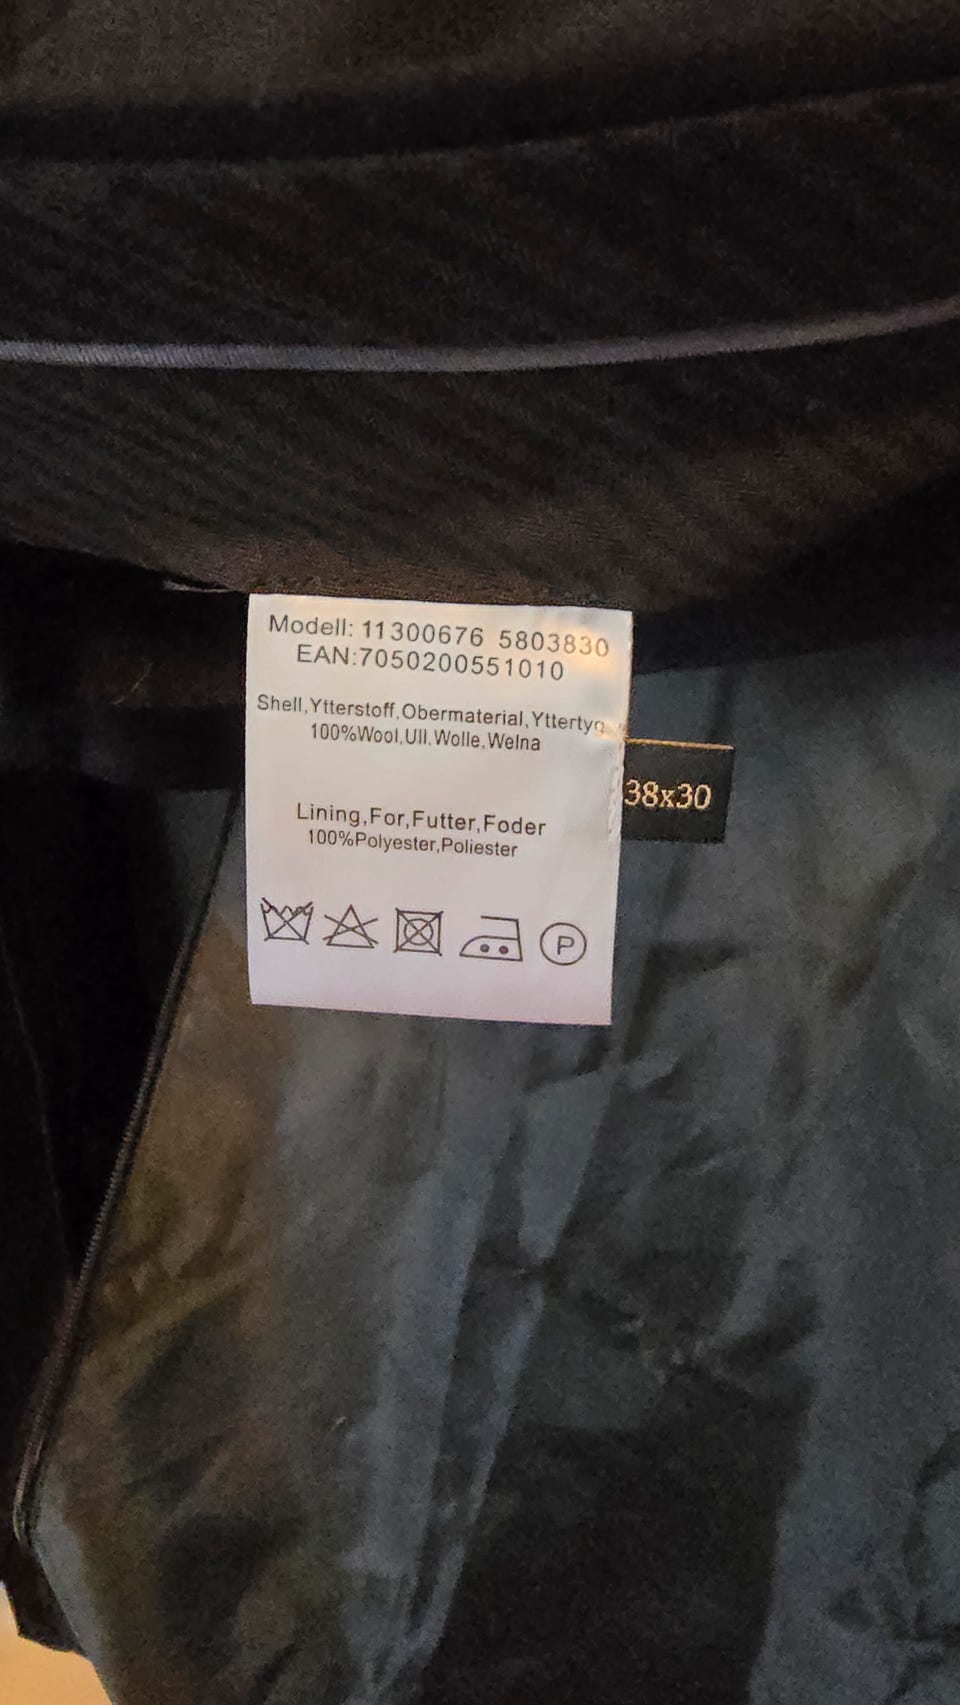 Modell: 11300676 5803830
EAN:7050200551010
Shell,Ytterstoff,Obermaterial,Yttertyg
100%Wool,Ull,Wolle,Welna
38x30
Lining,For,Futter,Foder
100%Polyester,Poliester
P